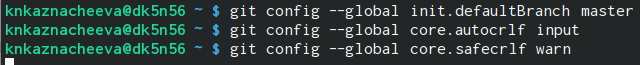 knkaznacheeva@dk5n56 ~ $ git config --global init.defaultBranch master
knkaznacheeva@dk5n56 ~ $ git config --global core.autocrlf input
knkaznacheeva@dk5n56 ~ $ git config --global core.safecrlf warn